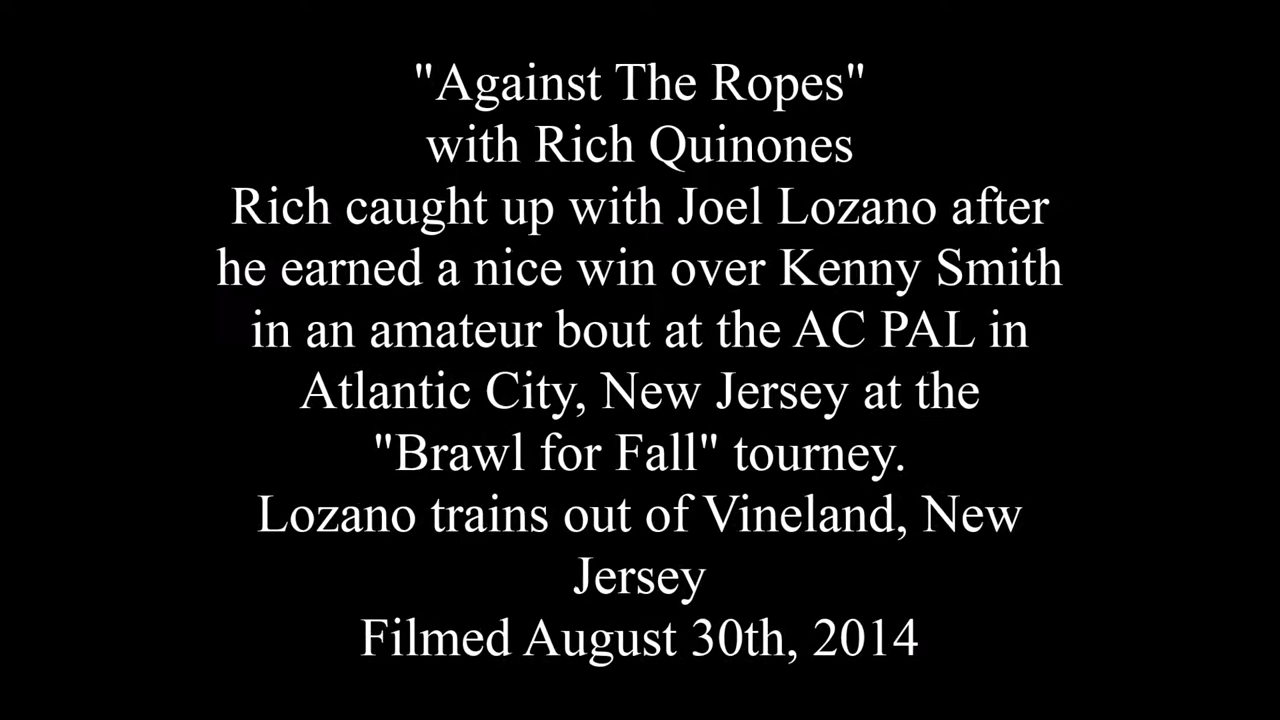 "Against The Ropes"
with Rich Quinones
Rich caught up with Joel Lozano after
he earned a nice win over Kenny Smith
in an amateur bout at the AC PAL in
Atlantic City, New Jersey at the
"Brawl for Fall" tourney.
Lozano trains out of Vineland, New
Jersey
Filmed August 30th, 2014